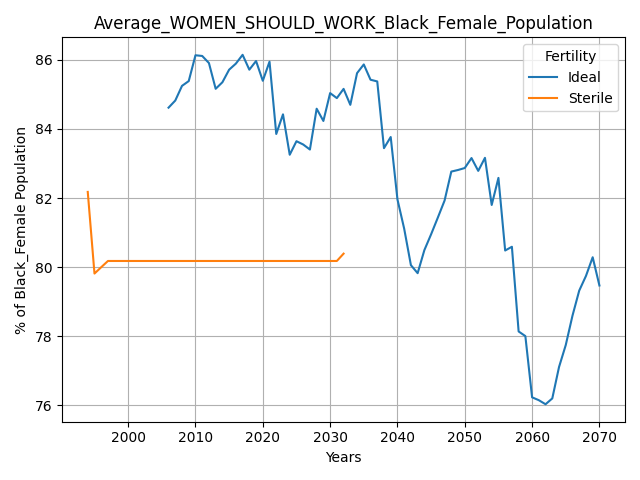 Average_WOMEN_SHOULD_WORK_Black_Female_Population
Fertility
Ideal
Sterile
% of Black_Female Population
86
84
82
80
78
76
2000 2010 2020 2030 2040 2050 2060 2070
Years